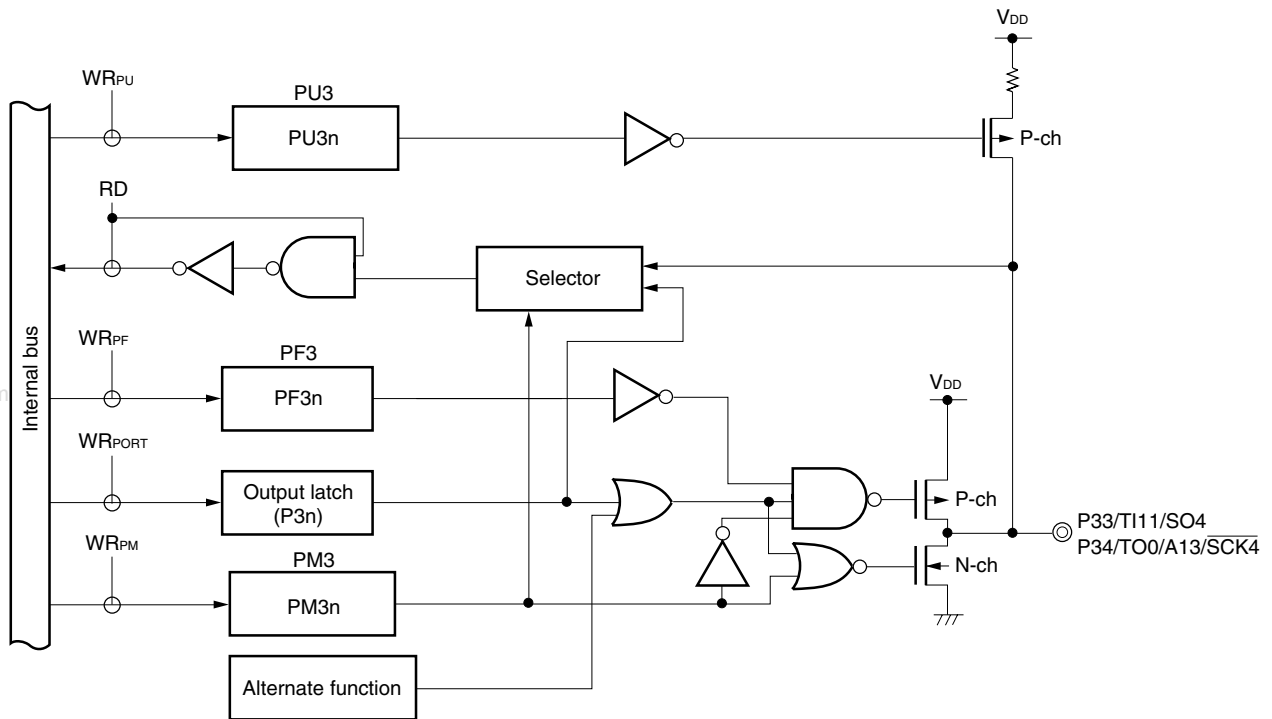 VDD
WRPU
PU3
PU3n
P-ch
RD
Selector
Internal bus
WRPF
PF3
PF3n
VDD
WRPORT
Output latch
(P3n)
P-ch
P33/TI11/SO4
P34/TO0/A13/S̅C̅K̅4̅
WRPM
PM3
N-ch
PM3n
Alternate function